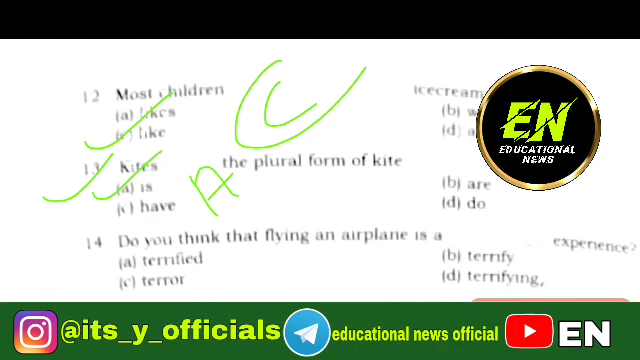 12 Most children icecream
(a) likes (b)
(c) like (d)
C
13 Kites the plural form of kite
(a) is (b) are
A
(c) have (d) do
14 Do you think that flying an airplane is a experience?
(a) terrified (b) terrify
(c) terror (d) terrifying,
EN
EDUCATIONAL
NEWS
@its_y_officials educational news official EN